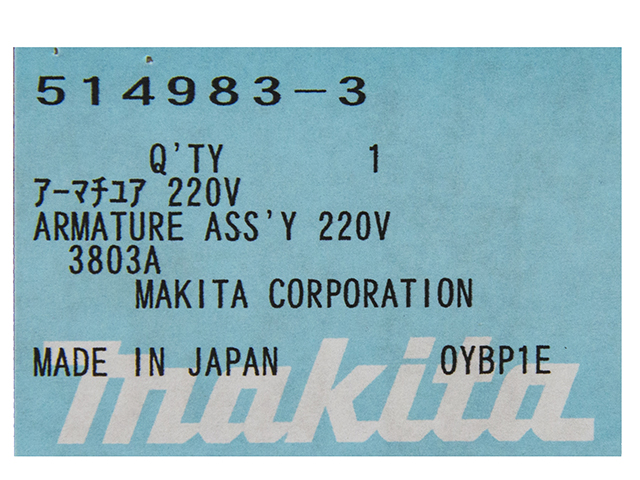 514983-3
Q'TY 1
アーマチユア 220V
ARMATURE ASS'Y 220V
3803A
MAKITA CORPORATION
MADE IN JAPAN 0YBP1E
makita